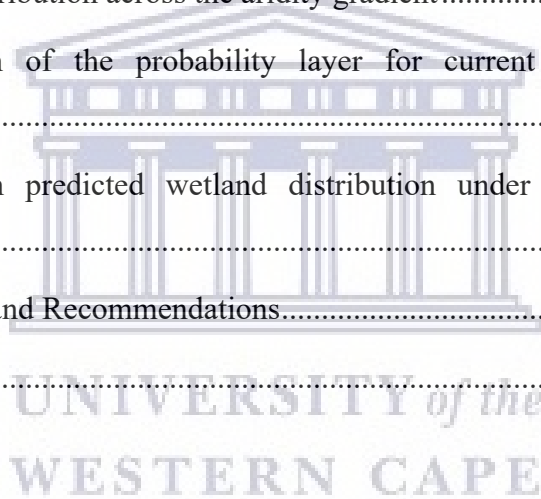 ribution across the aridity gradient..............
of the probability layer for current
................................................................
predicted wetland distribution under
................................................................
and Recommendations...................................
................................................................
UNIVERSITY of the
WESTERN CAPE